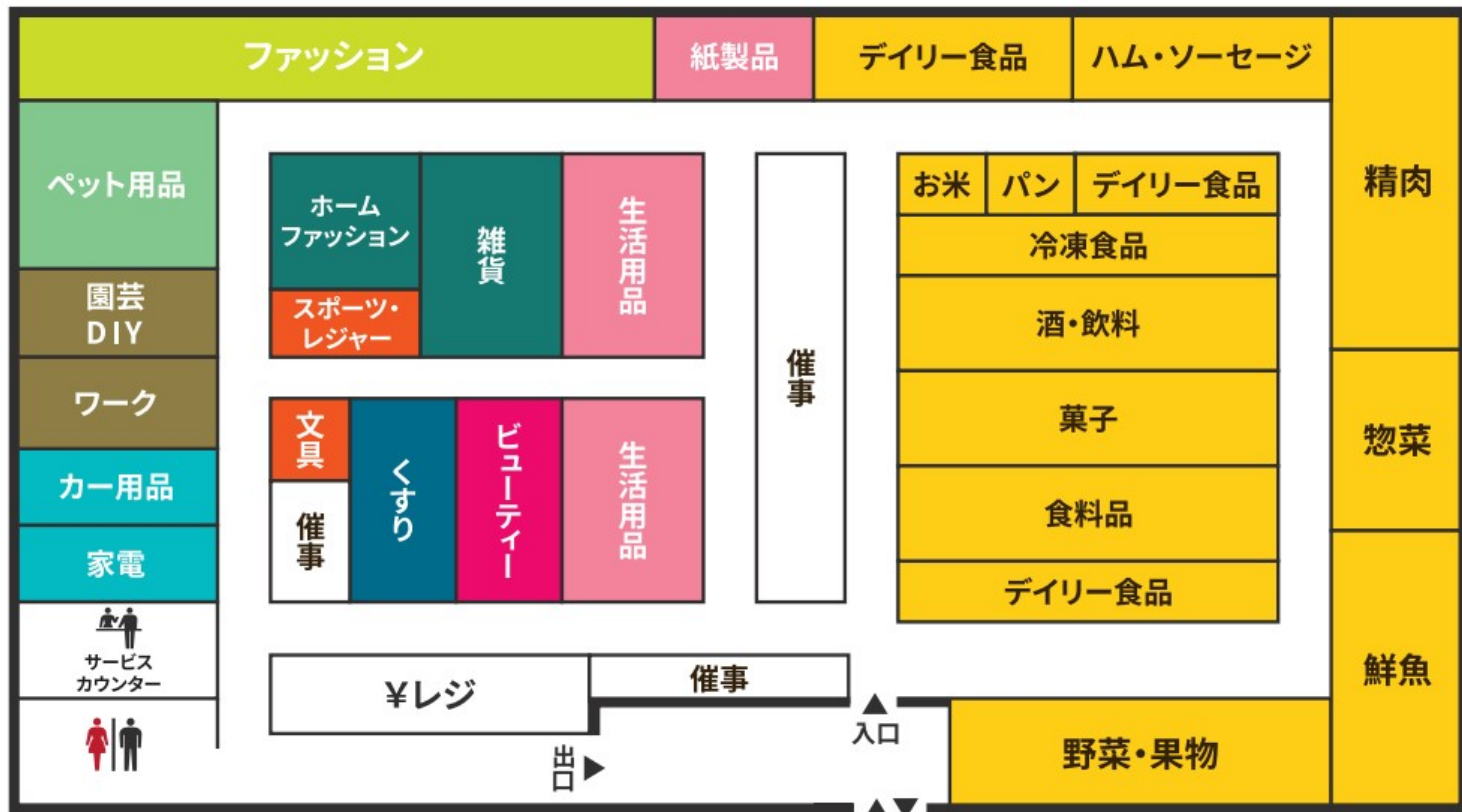 ファッション
紙製品
デイリー食品
ハム・ソーセージ
ペット用品
園芸
DIY
ワーク
カー用品
家電
サービス
カウンター
ホーム
ファッション
スポーツ・
レジャー
雑貨
生活用品
文具
催事
くすり
ビューティー
生活用品
催事
お米
パン
デイリー食品
冷凍食品
酒・飲料
菓子
食料品
デイリー食品
精肉
惣菜
鮮魚
¥レジ
催事
入口
出口
野菜・果物